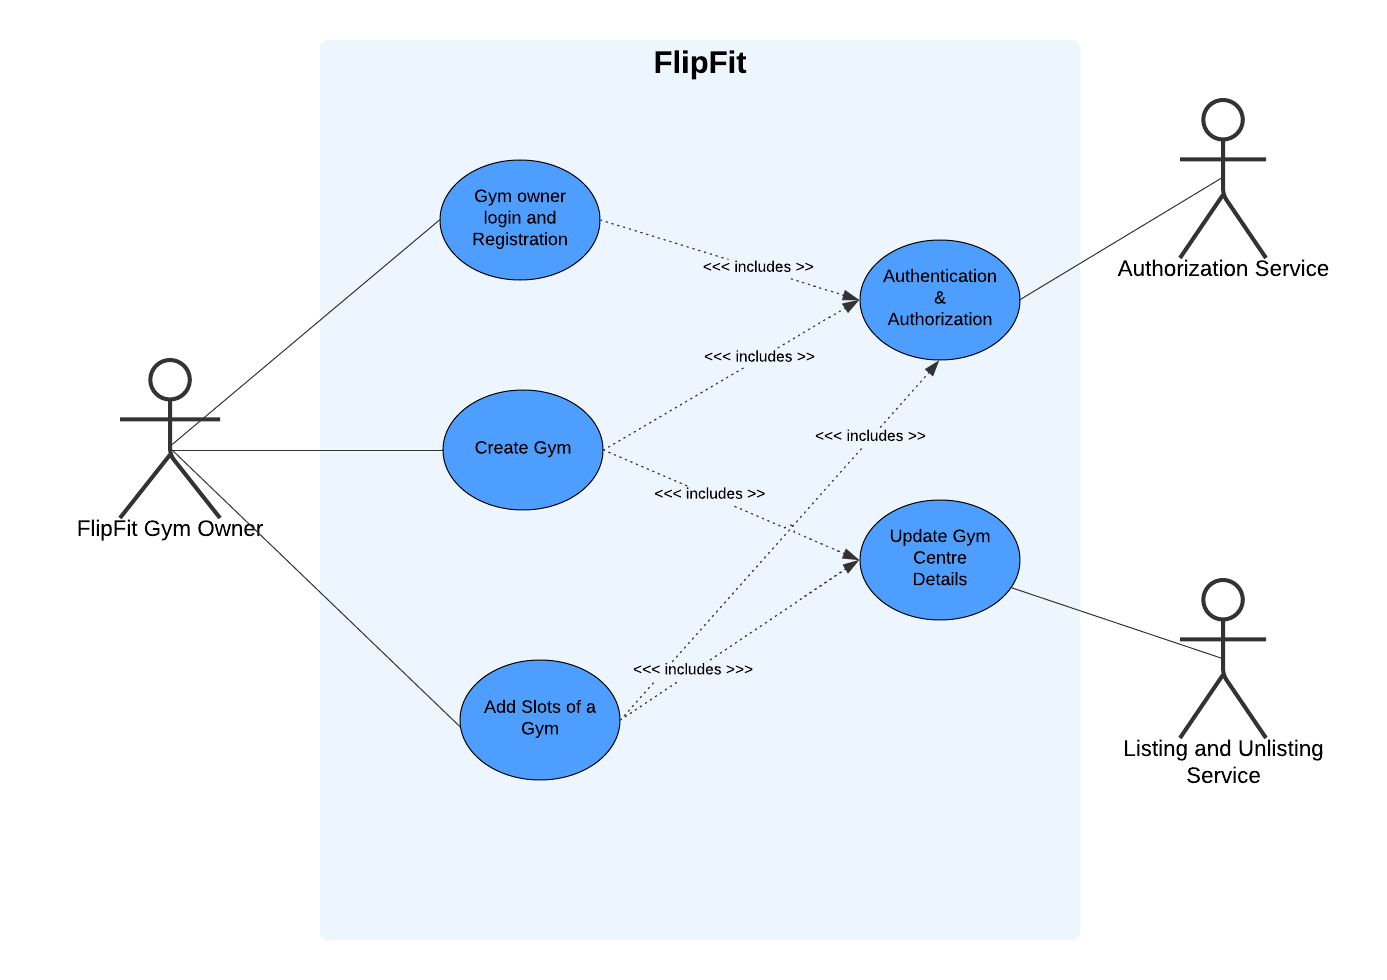 FlipFit
Gym owner
login and
Registration
<<< includes >>
Authentication
&
Authorization
Authorization Service
<<< includes >>
<<< includes >>
Create Gym
<<< includes >>
FlipFit Gym Owner
Update Gym
Centre
Details
<<< includes >>>
Add Slots of a
Gym
Listing and Unlisting
Service